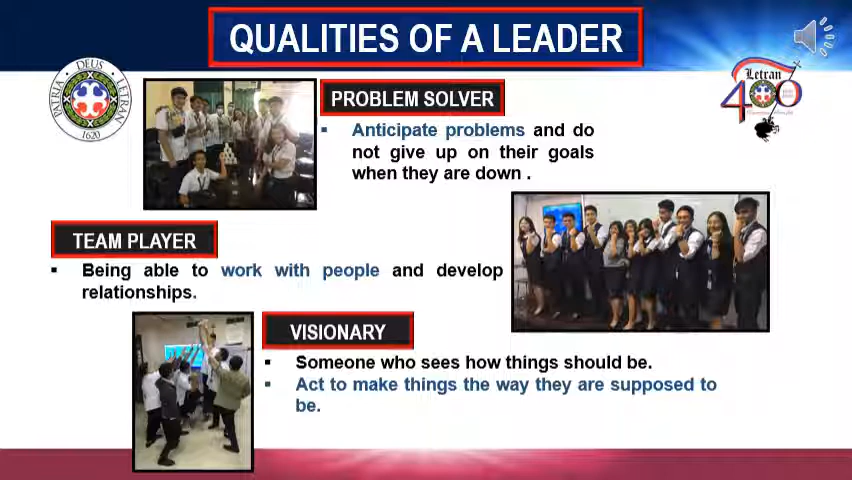 QUALITIES OF A LEADER
DEUS
PATRIA
LETRAN
1620
Letran
400
PROBLEM SOLVER
▪ Anticipate problems and do
not give up on their goals
when they are down .
TEAM PLAYER
▪ Being able to work with people and develop
relationships.
VISIONARY
▪ Someone who sees how things should be.
▪ Act to make things the way they are supposed to
be.